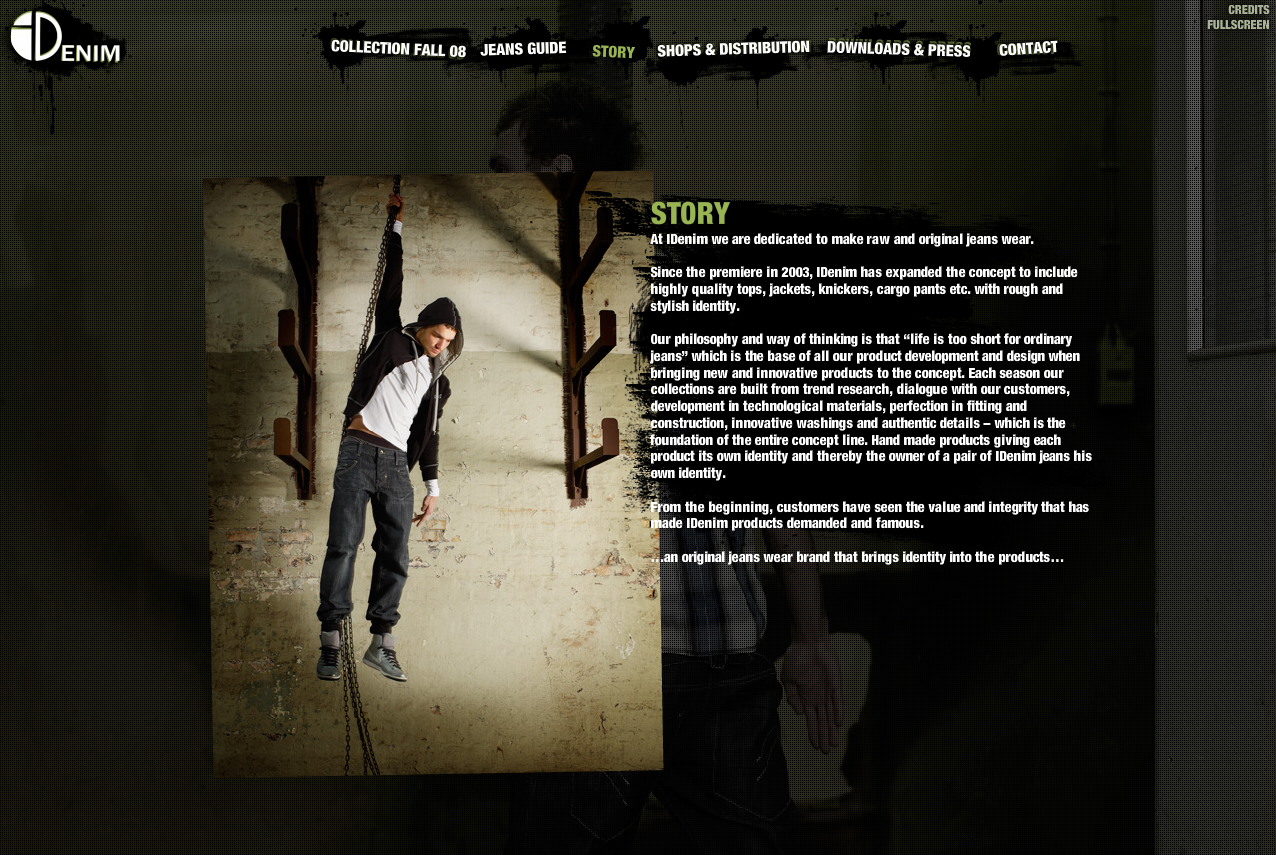 IDENIM
CREDITS
FULLSCREEN
COLLECTION FALL 08 JEANS GUIDE STORY SHOPS & DISTRIBUTION DOWNLOADS & PRESS CONTACT
STORY
At IDenim we are dedicated to make raw and original jeans wear.
Since the premiere in 2003, IDenim has expanded the concept to include
highly quality tops, jackets, knickers, cargo pants etc. with rough and
stylish identity.
Our philosophy and way of thinking is that “life is too short for ordinary
jeans” which is the base of all our product development and design when
bringing new and innovative products to the concept. Each season our
collections are built from trend research, dialogue with our customers,
development in technological materials, perfection in fitting and
construction, innovative washings and authentic details – which is the
foundation of the entire concept line. Hand made products giving each
product its own identity and thereby the owner of a pair of IDenim jeans his
own identity.
From the beginning, customers have seen the value and integrity that has
made IDenim products demanded and famous.
…an original jeans wear brand that brings identity into the products…